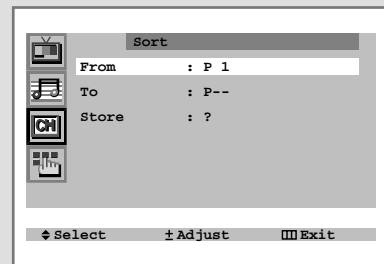 Sort
From : P 1
To : P--
CH
Store : ?
Select ± Adjust Exit